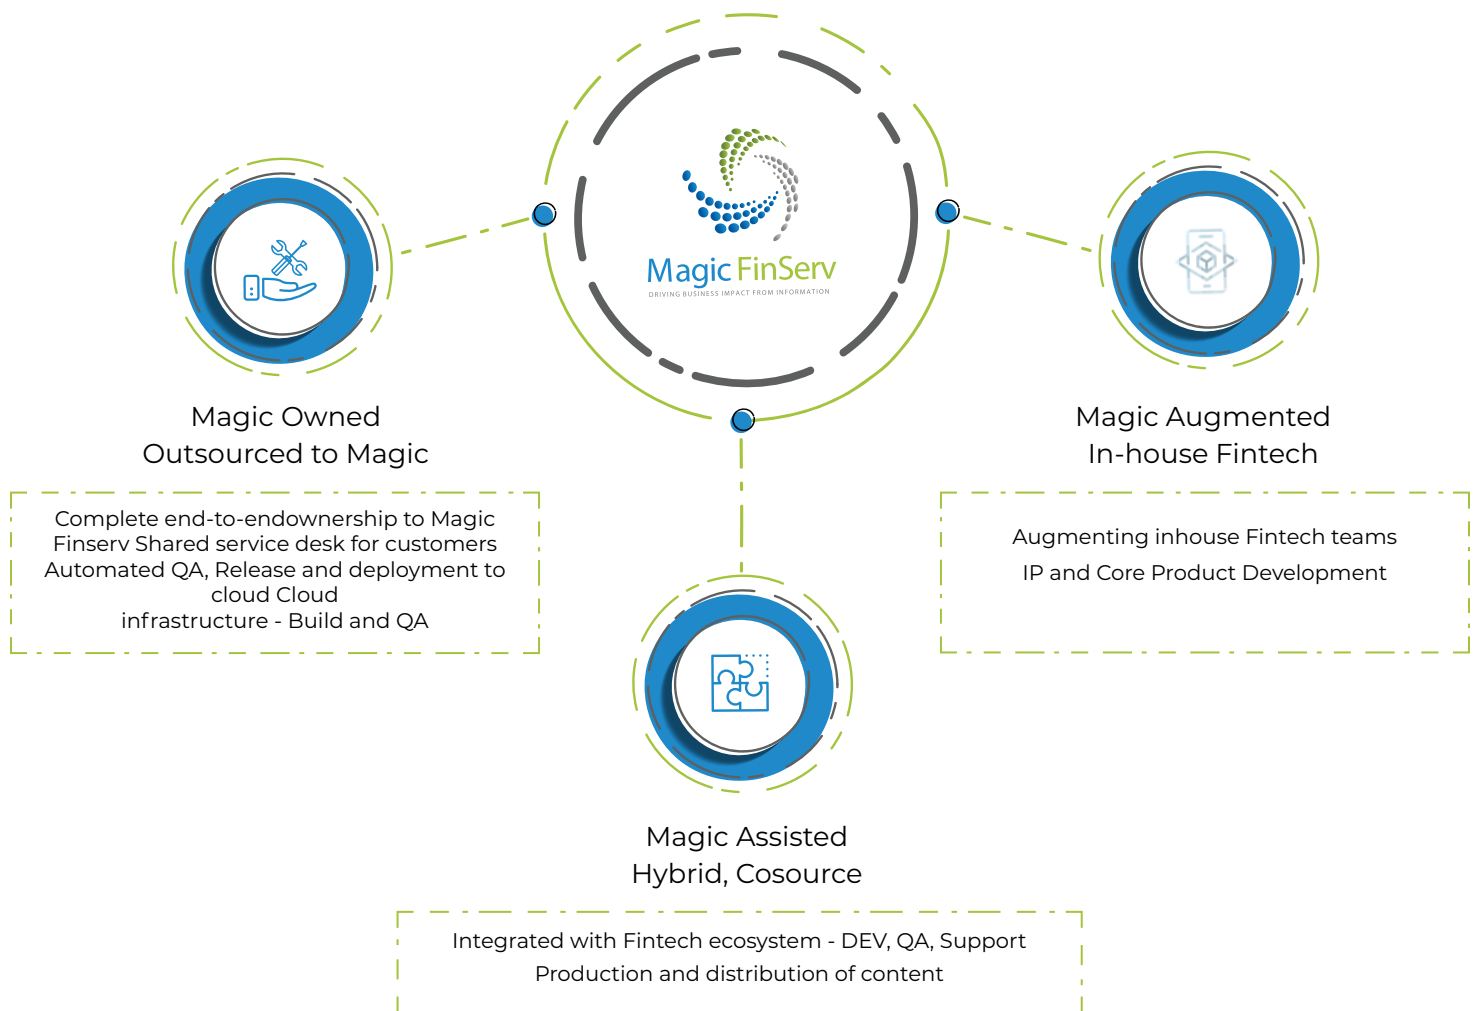 Magic FinServ
DRIVING BUSINESS IMPACT FROM INFORMATION
Magic Owned
Outsourced to Magic
Complete end-to-endownership to Magic
Finserv Shared service desk for customers
Automated QA, Release and deployment to
cloud Cloud
infrastructure - Build and QA
Magic Augmented
In-house Fintech
Augmenting inhouse Fintech teams
IP and Core Product Development
Magic Assisted
Hybrid, Cosource
Integrated with Fintech ecosystem - DEV, QA, Support
Production and distribution of content